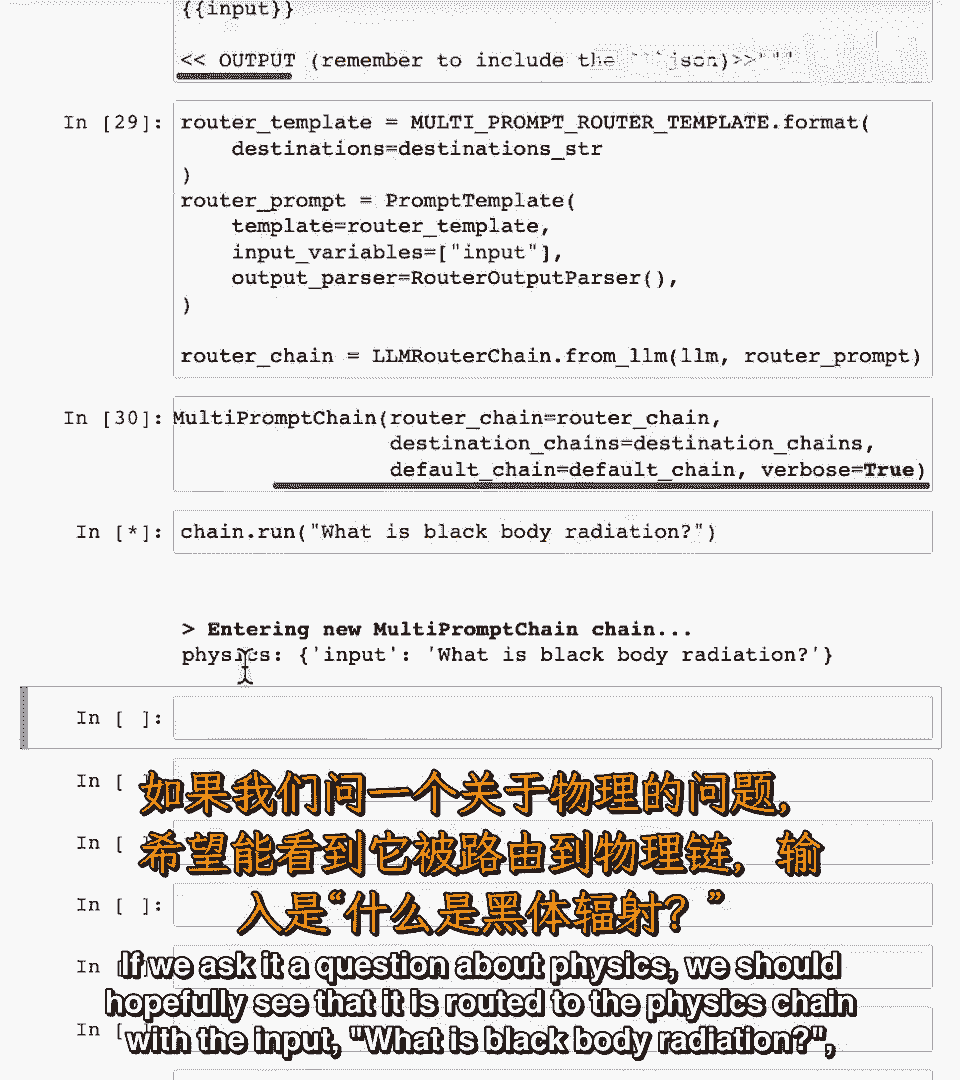 {{input}}
<< OUTPUT (remember to include the ```json)>>"""
In [29]:
router_template = MULTI_PROMPT_ROUTER_TEMPLATE.format(
    destinations=destinations_str
)
router_prompt = PromptTemplate(
    template=router_template,
    input_variables=["input"],
    output_parser=RouterOutputParser(),
)
router_chain = LLMRouterChain.from_llm(llm, router_prompt)
In [30]:
MultiPromptChain(router_chain=router_chain,
                 destination_chains=destination_chains,
                 default_chain=default_chain, verbose=True)
In [*]:
chain.run("What is black body radiation?")
> Entering new MultiPromptChain chain...
physics: {'input': 'What is black body radiation?'}
In [ ]:
In [
In [
In [ ]:
In [
In [
如果我们问一个关于物理的问题，
希望能看到它被路由到物理链，输
入是“什么是黑体辐射？”
If we ask it a question about physics, we should
hopefully see that it is routed to the physics chain
with the input, "What is black body radiation?",